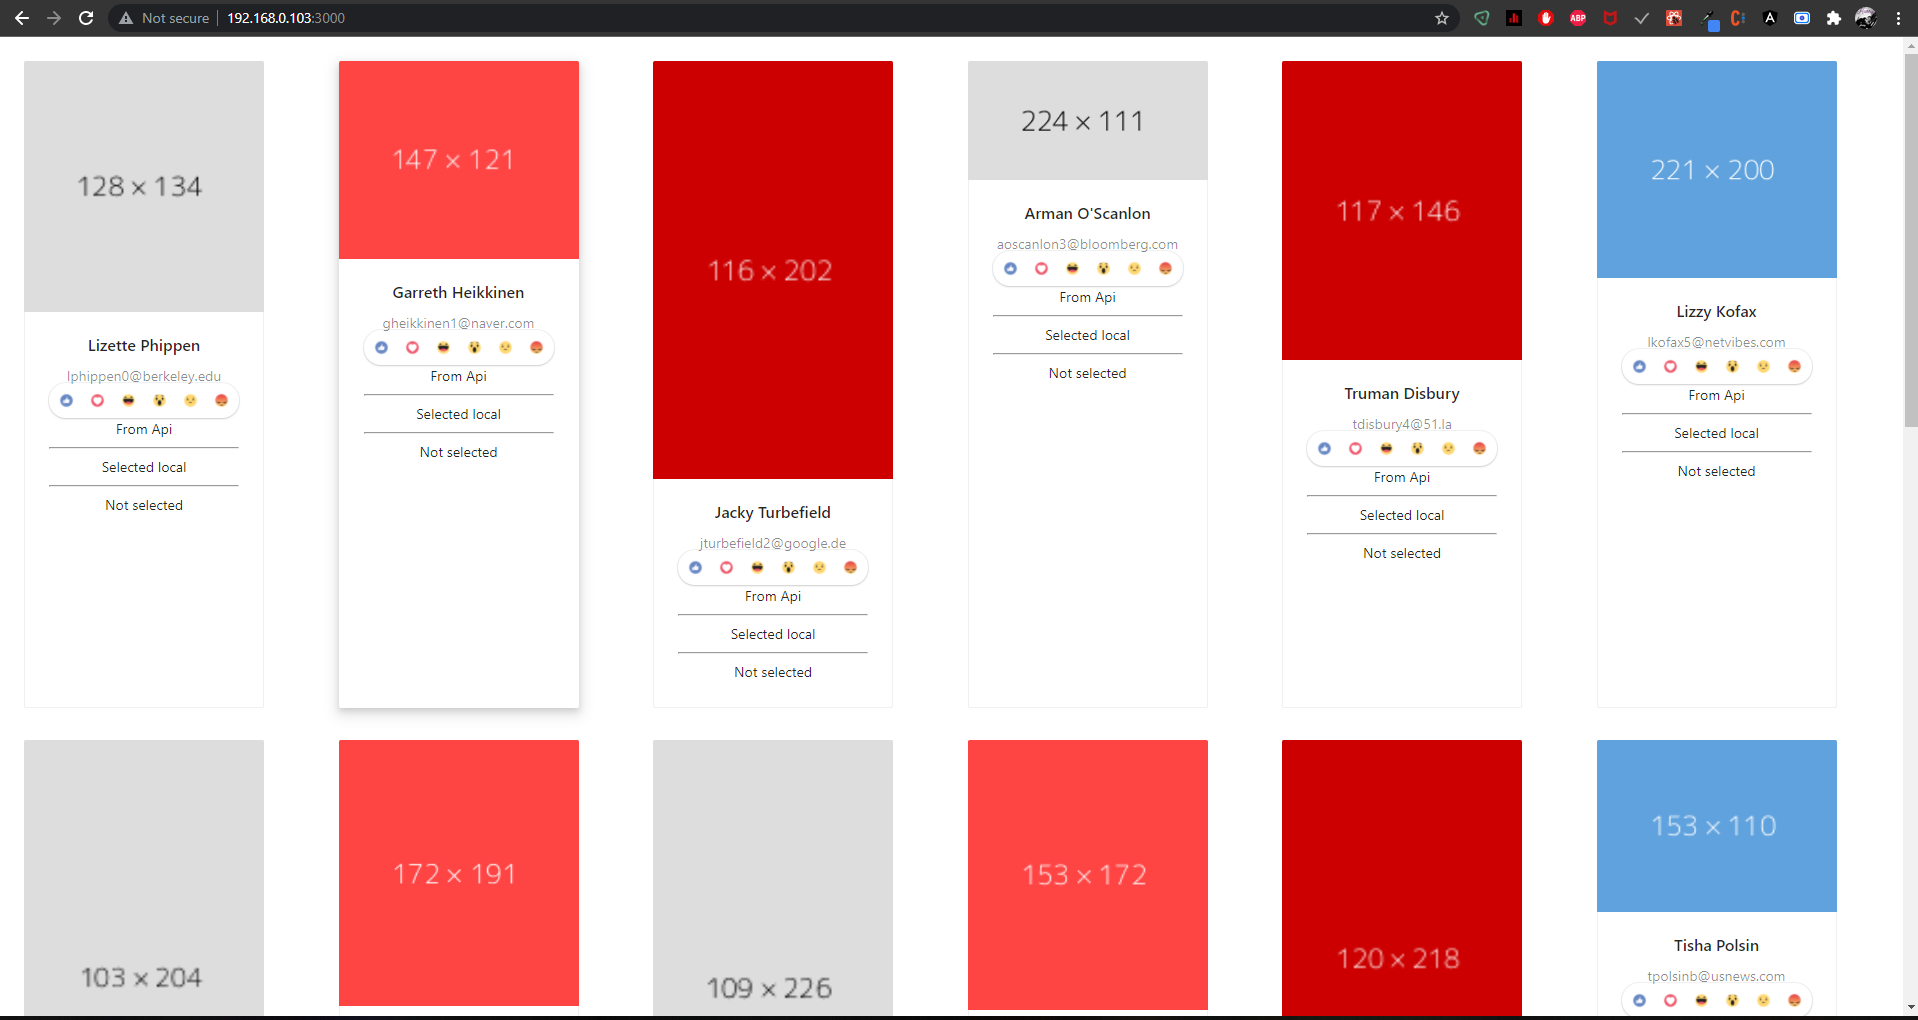 Not secure
192.168.0.103:3000
ABP
128 × 134
Lizette Phippen
lphippen0@berkeley.edu
From Api
Selected local
Not selected
147 × 121
Garreth Heikkinen
gheikkinen1@naver.com
From Api
Selected local
Not selected
116 × 202
Jacky Turbefield
jturbefield2@google.de
From Api
Selected local
Not selected
224 × 111
Arman O'Scanlon
aoscanlon3@bloomberg.com
From Api
Selected local
Not selected
117 × 146
Truman Disbury
tdisbury4@51.la
From Api
Selected local
Not selected
221 × 200
Lizzy Kofax
lkofax5@netvibes.com
From Api
Selected local
Not selected
103 × 204
172 × 191
109 × 226
153 × 172
120 × 218
153 × 110
Tisha Polsin
tpolsinb@usnews.com